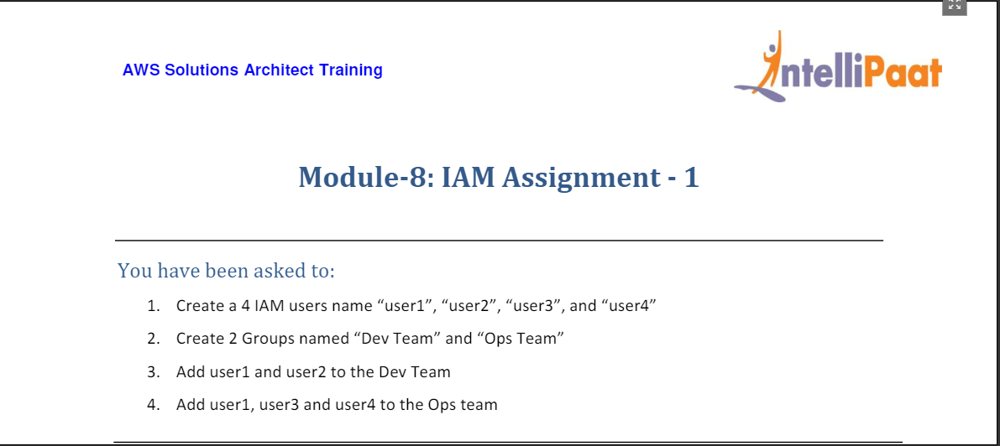 AWS Solutions Architect Training
IntelliPaat
Module-8: IAM Assignment - 1
You have been asked to:
1. Create a 4 IAM users name “user1”, “user2”, “user3”, and “user4”
2. Create 2 Groups named “Dev Team” and “Ops Team”
3. Add user1 and user2 to the Dev Team
4. Add user1, user3 and user4 to the Ops team